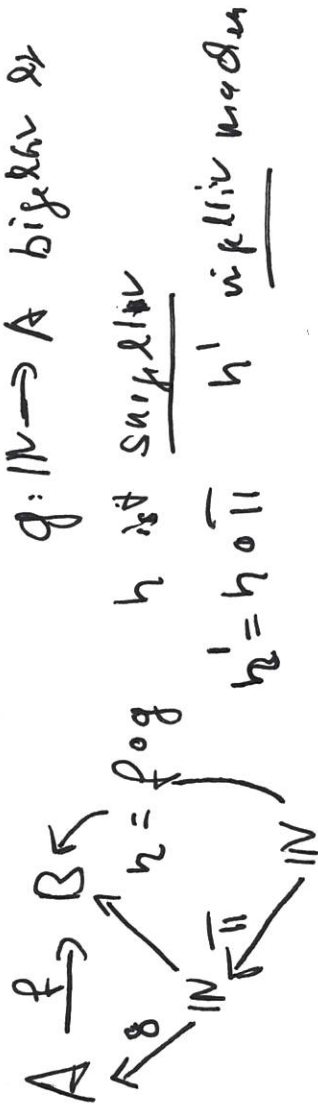 g: ℕ → A bijektiv
A f→ B
h = f∘g
h ist surjektiv
g
ℕ
π
h' = h∘π
h' injektiv machen
ℕ